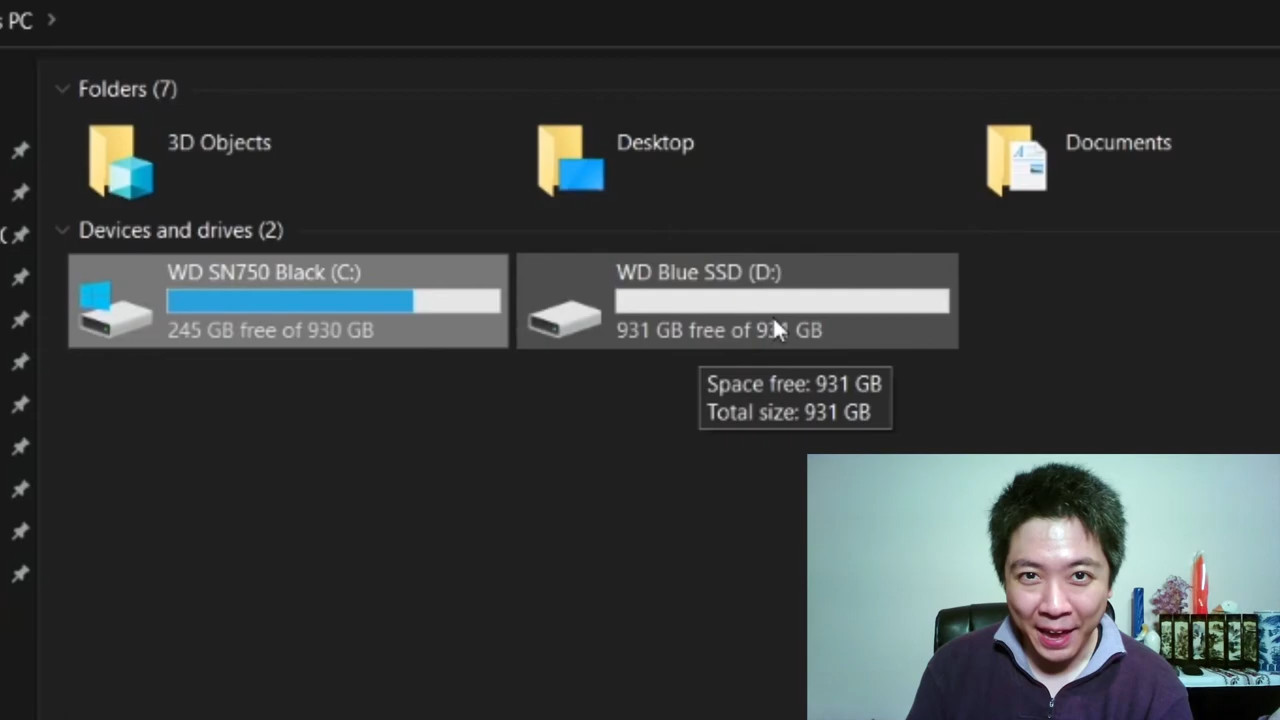 s PC
Folders (7)
3D Objects
Desktop
Documents
Devices and drives (2)
WD SN750 Black (C:)
245 GB free of 930 GB
WD Blue SSD (D:)
931 GB free of 931 GB
Space free: 931 GB
Total size: 931 GB